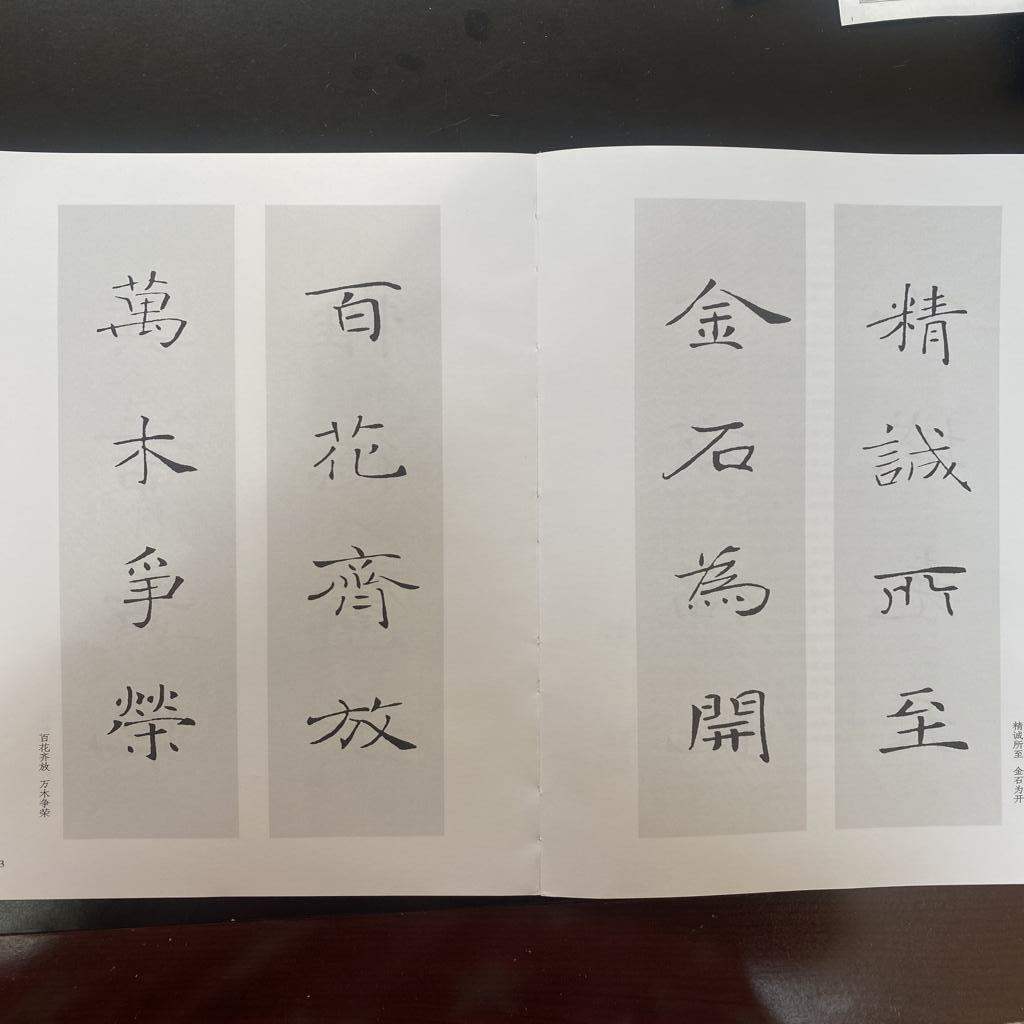 精誠所至
金石為開
精诚所至 金石为开
百花齊放
萬木爭榮
百花齐放 万木争荣
3